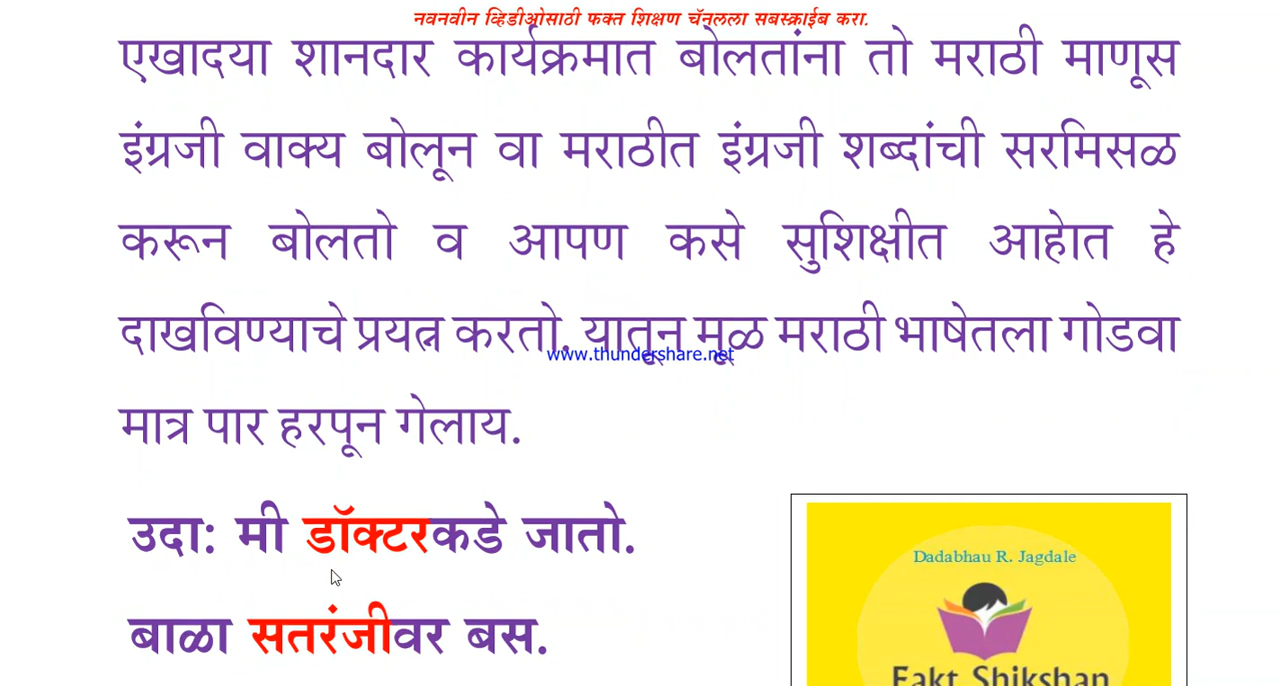 नवनवीन व्हिडीओसाठी फक्त शिक्षण चॅनलला सबस्क्राईब करा.
एखादया शानदार कार्यक्रमात बोलतांना तो मराठी माणूस
इंग्रजी वाक्य बोलून वा मराठीत इंग्रजी शब्दांची सरमिसळ
करून बोलतो व आपण कसे सुशिक्षीत आहेात हे
दाखविण्याचे प्रयत्न करतो. यातून मूळ मराठी भाषेतला गोडवा
www.thundershare.net
मात्र पार हरपून गेलाय.
उदा: मी डॉक्टरकडे जातो.
बाळा सतरंजीवर बस.
Dadabhau R. Jagdale
Fakt Shikshan